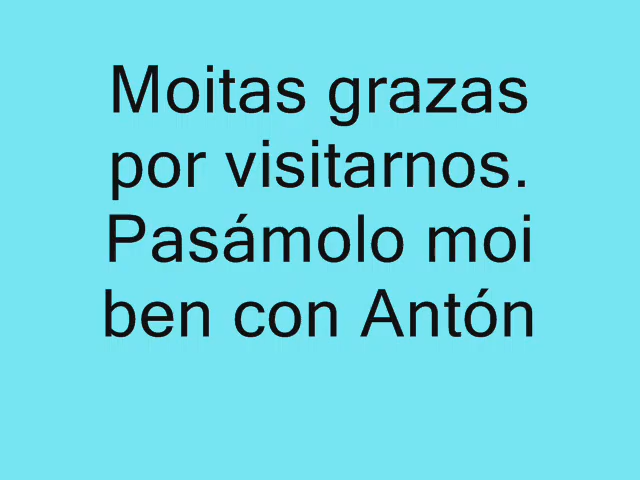 Moitas grazas
por visitarnos.
Pasámolo moi
ben con Antón